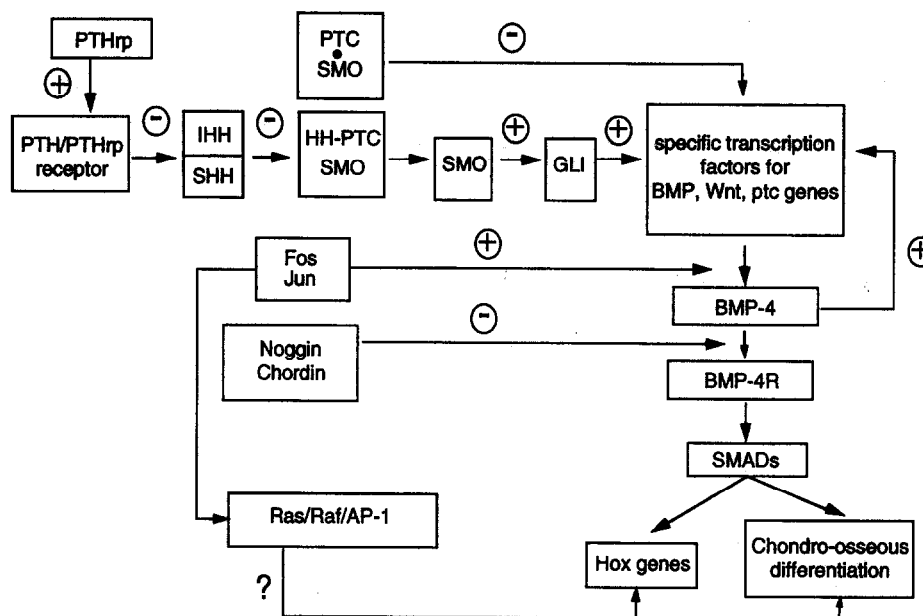 PTHrp
PTC
SMO
PTH/PTHrp
receptor
IHH
SHH
HH-PTC
SMO
SMO
GLI
specific transcription
factors for
BMP, Wnt, ptc genes
Fos
Jun
BMP-4
Noggin
Chordin
BMP-4R
SMADs
Ras/Raf/AP-1
Hox genes
Chondro-osseous
differentiation
?